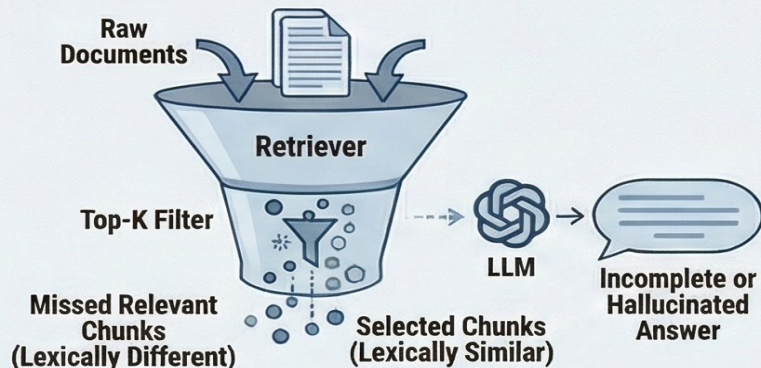 Raw
Documents
Retriever
Top-K Filter
LLM
Missed Relevant
Chunks
(Lexically Different)
Selected Chunks
(Lexically Similar)
Incomplete or
Hallucinated
Answer